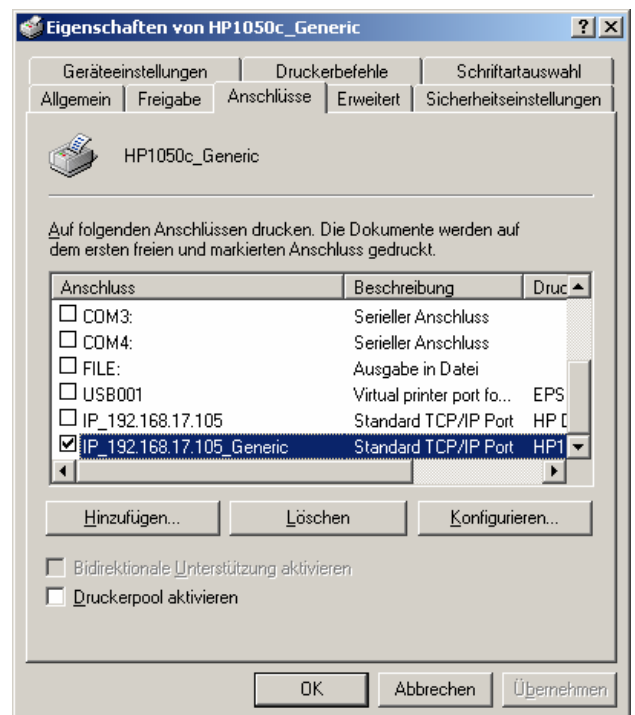 Eigenschaften von HP1050c_Generic
Geräteeinstellungen Druckerbefehle Schriftartauswahl
Allgemein Freigabe Anschlüsse Erweitert Sicherheitseinstellungen
HP1050c_Generic
Auf folgenden Anschlüssen drucken. Die Dokumente werden auf
dem ersten freien und markierten Anschluss gedruckt.
Anschluss Beschreibung Druc
COM3: Serieller Anschluss
COM4: Serieller Anschluss
FILE: Ausgabe in Datei
USB001 Virtual printer port fo... EPS
IP_192.168.17.105 Standard TCP/IP Port HP D
IP_192.168.17.105_Generic Standard TCP/IP Port HP1
Hinzufügen... Löschen Konfigurieren...
Bidirektionale Unterstützung aktivieren
Druckerpool aktivieren
OK Abbrechen Übernehmen